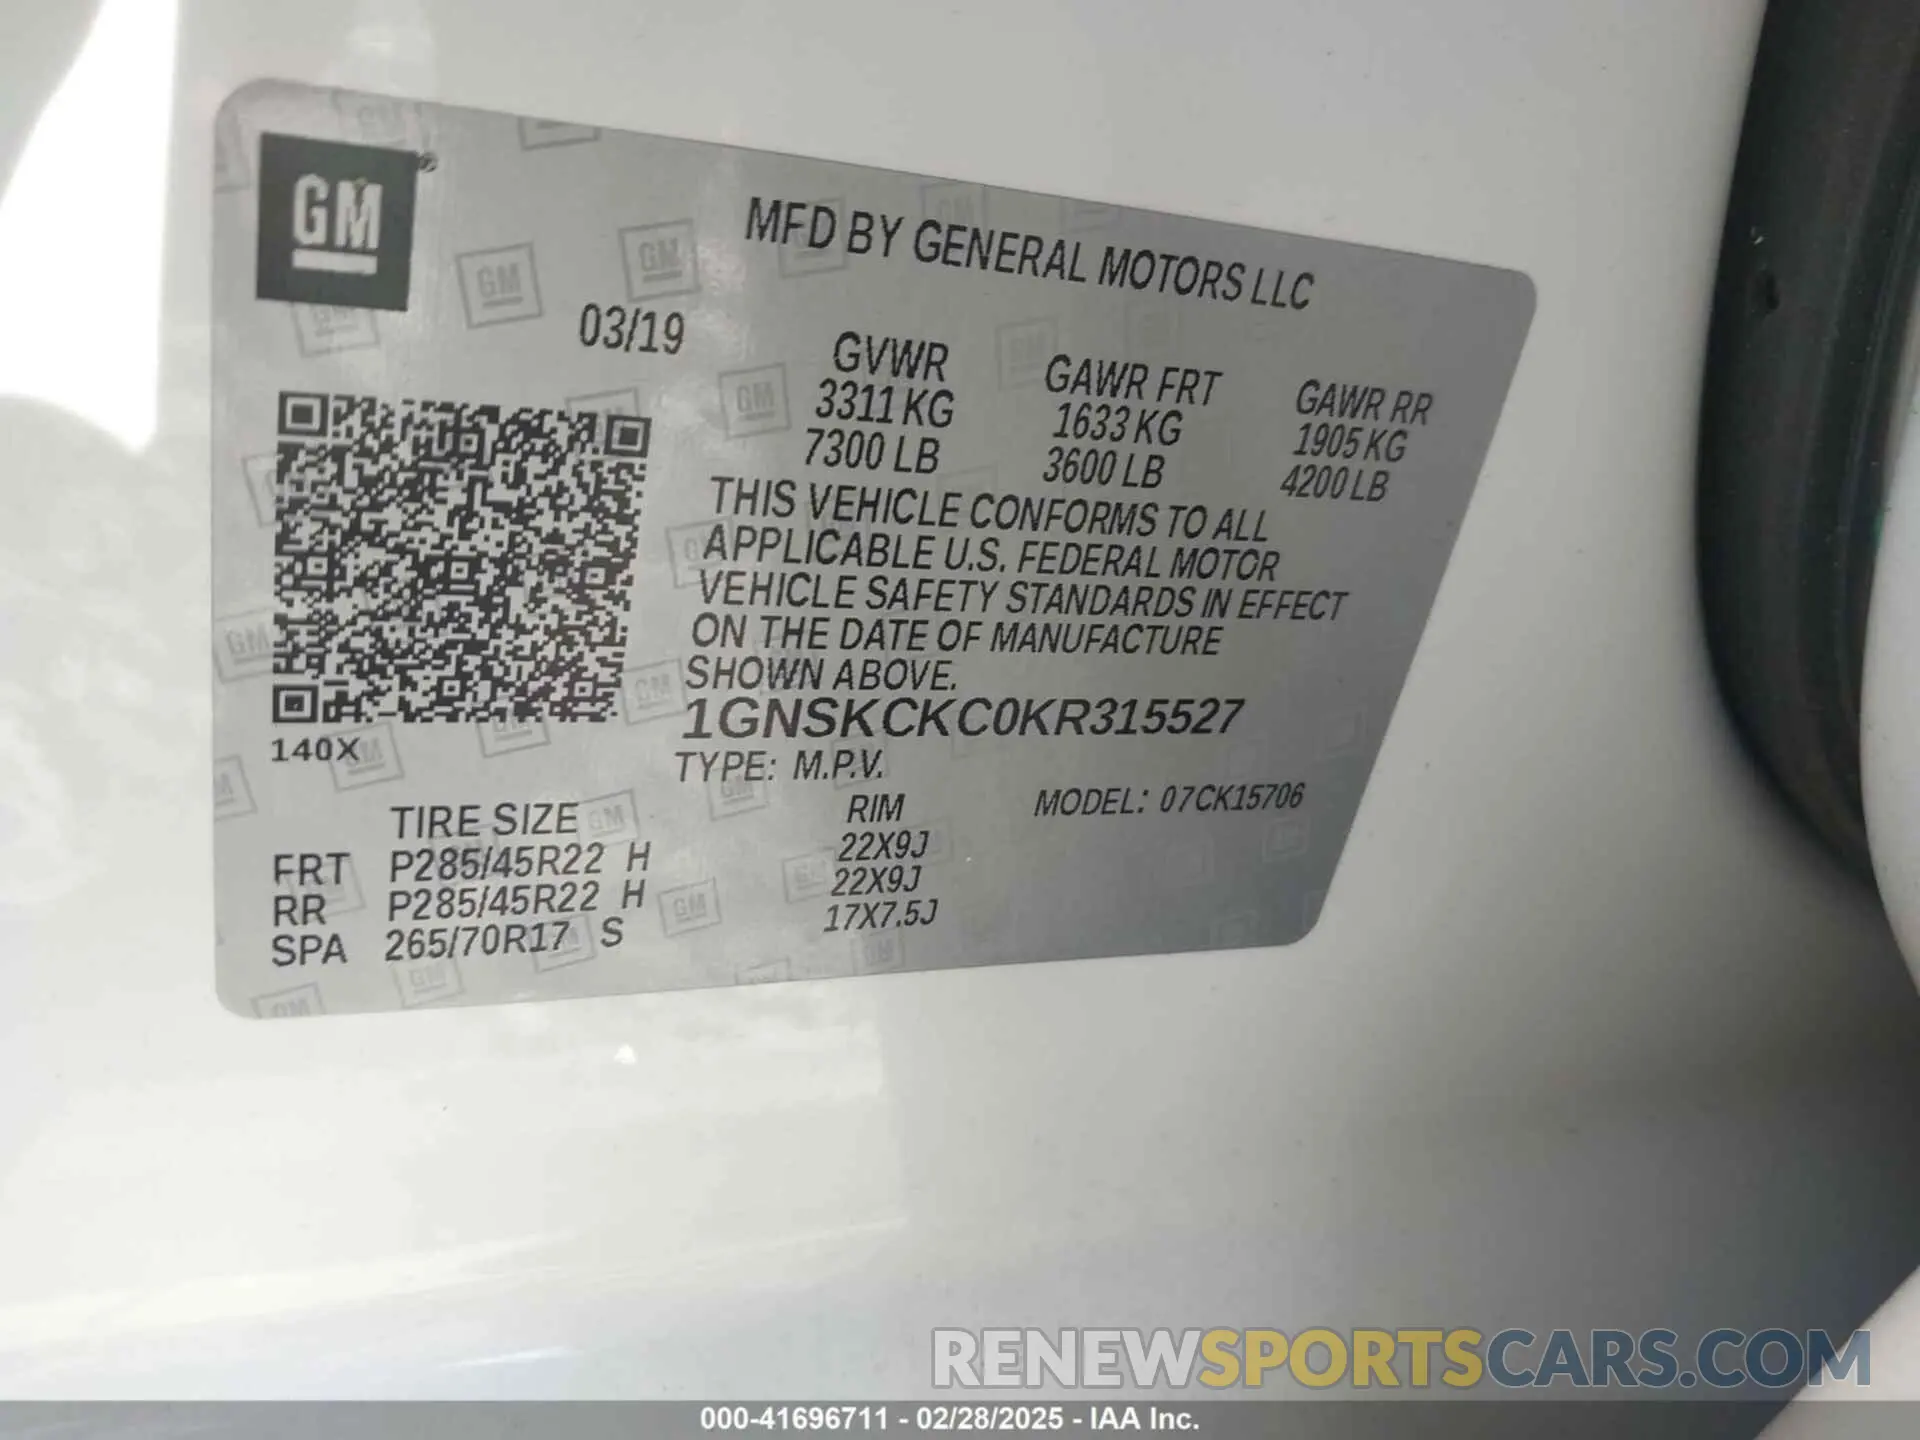 GM®
MFD BY GENERAL MOTORS LLC
03/19
GVWR GAWR FRT GAWR RR
3311 KG 1633 KG 1905 KG
7300 LB 3600 LB 4200 LB
THIS VEHICLE CONFORMS TO ALL
APPLICABLE U.S. FEDERAL MOTOR
VEHICLE SAFETY STANDARDS IN EFFECT
ON THE DATE OF MANUFACTURE
SHOWN ABOVE.
1GNSKCKC0KR315527
140X
TYPE: M.P.V.
MODEL: 07CK15706
TIRE SIZE RIM
FRT P285/45R22 H 22X9J
RR P285/45R22 H 22X9J
SPA 265/70R17 S 17X7.5J
RENEWSPORTSCARS.COM
000-41696711 - 02/28/2025 - IAA Inc.